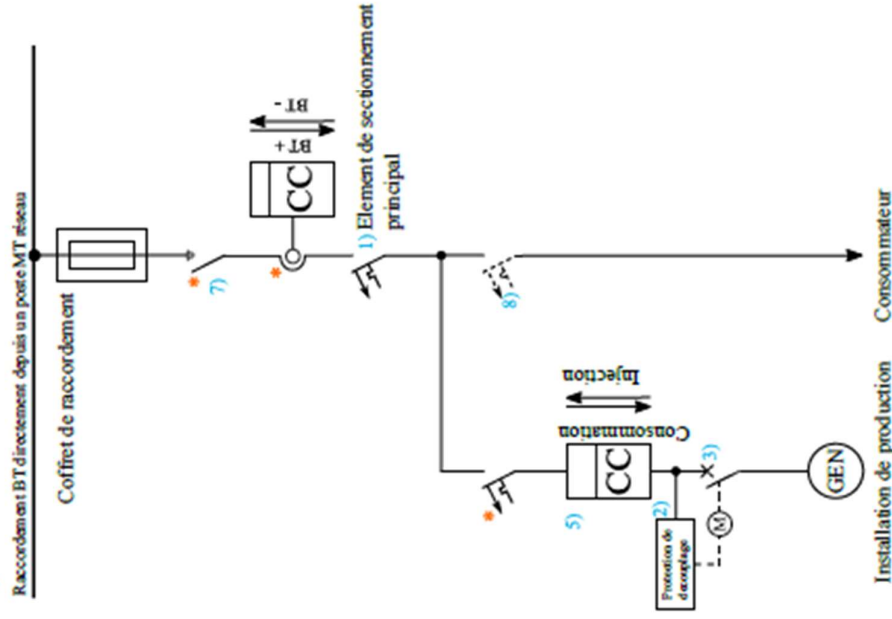 Raccordement BT directement depuis un poste MT réseau
Coffret de raccordement
*
7)
*
CC
BT +
BT -
1) Element de sectionnement
principal
8)
*
5)
CC
Consommation
Injection
2)
Protection de
decouplage
M
3)
GEN
Installation de production
Consommateur